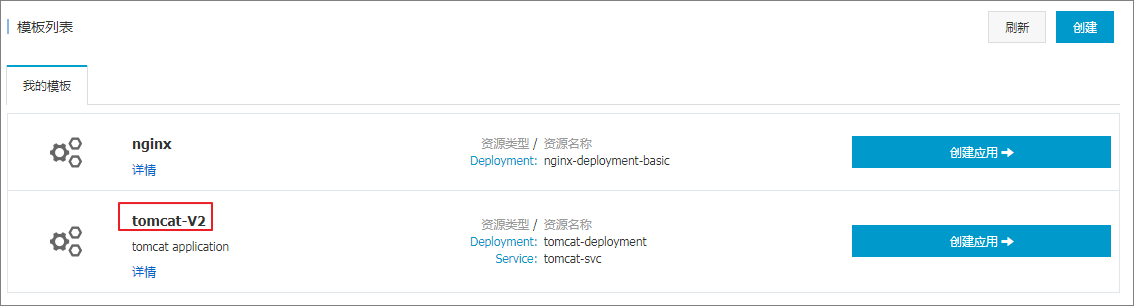 模板列表
刷新
创建
我的模板
nginx
详情
资源类型 / 资源名称
Deployment: nginx-deployment-basic
创建应用➔
tomcat-V2
tomcat application
详情
资源类型 / 资源名称
Deployment: tomcat-deployment
Service: tomcat-svc
创建应用➔